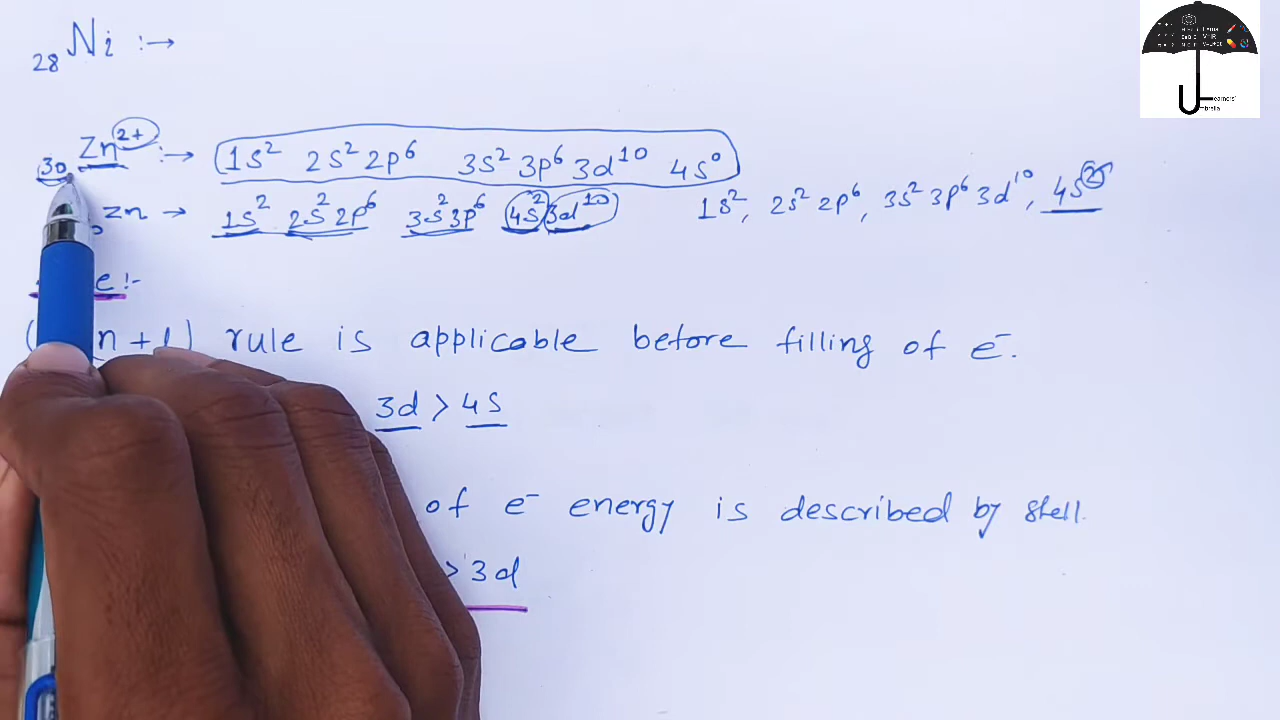 28Ni :→
30Zn2+ :→ 1s2 2s2 2p6 3s2 3p6 3d10 4s0
Zn → 1s2 2s2 2p6 3s2 3p6 4s2 3d10 1s2, 2s2 2p6, 3s2 3p6 3d10, 4s2
e:-
n + l) rule is applicable before filling of e-.
3d > 4s
of e- energy is described by shell.
> 3d